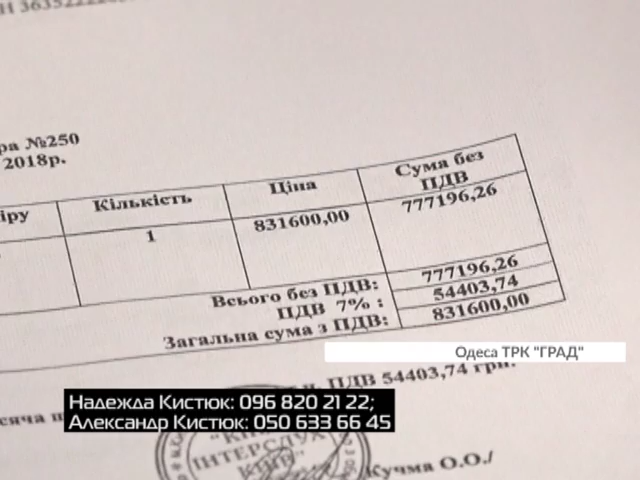 №250
2018р.
Кількість
Ціна
Сума без
ПДВ
1
831600,00
777196,26
Всього без ПДВ:
777196,26
ПДВ 7% :
54403,74
Загальна сума з ПДВ:
831600,00
Одеса ТРК "ГРАД"
ПДВ 54403,74 грн.
Надежда Кистюк: 096 820 21 22;
Александр Кистюк: 050 633 66 45
ІНТЕРСДУХ
КИЇВ"
Кучма О.О./